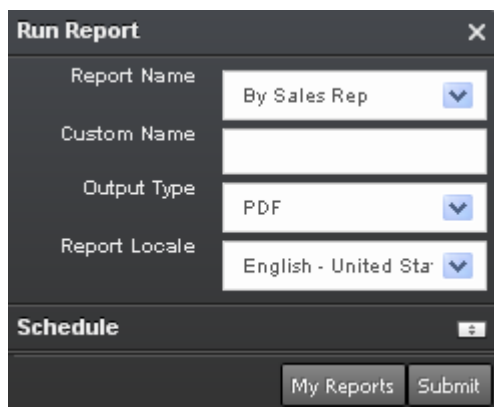 Run Report
Report Name
By Sales Rep
Custom Name
Output Type
PDF
Report Locale
English - United Sta
Schedule
My Reports Submit